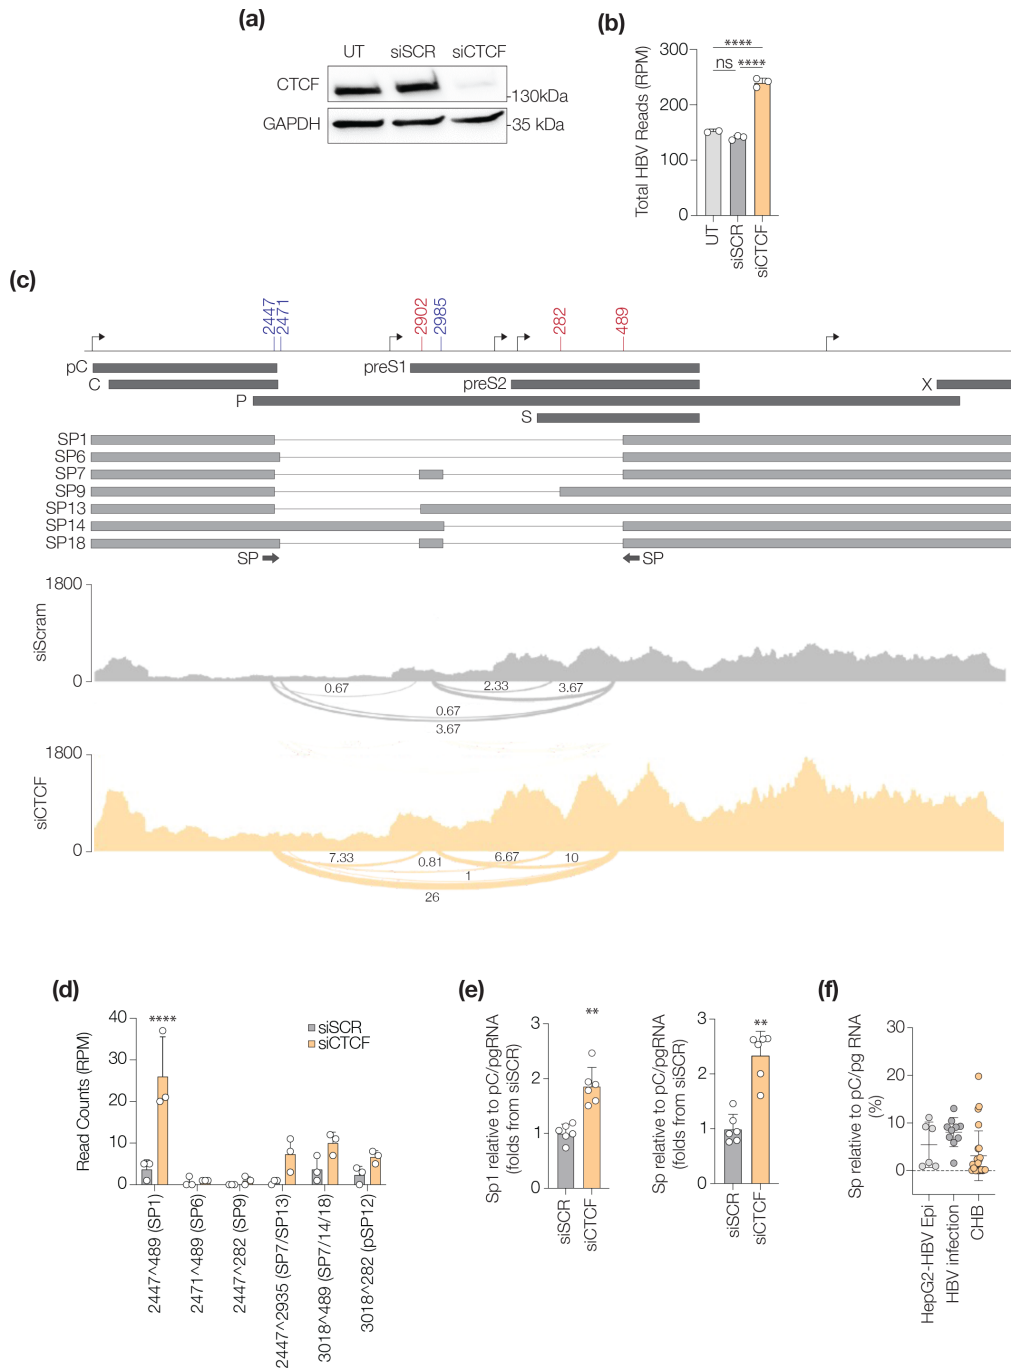 (a)
UT siSCR siCTCF
CTCF
-130kDa
GAPDH
-35 kDa
(b)
Total HBV Reads (RPM)
300
200
100
0
****
ns ****
UT
siSCR
siCTCF
(c)
2447
2471
2902
2985
282
489
pC
preS1
C
preS2
X
P
S
SP1
SP6
SP7
SP9
SP13
SP14
SP18
SP
SP
siScram
1800
0
0.67
2.33
3.67
0.67
3.67
siCTCF
1800
0
7.33
0.81
6.67
10
1
26
(d)
Read Counts (RPM)
40
30
20
10
0
****
siSCR
siCTCF
2447^489 (SP1)
2471^489 (SP6)
2447^282 (SP9)
2447^2935 (SP7/SP13)
3018^489 (SP7/14/18)
3018^282 (pSP12)
(e)
Sp1 relative to pC/pgRNA
(folds from siSCR)
3
2
1
0
**
siSCR
siCTCF
Sp relative to pC/pgRNA
(folds from siSCR)
3
2
1
0
**
siSCR
siCTCF
(f)
Sp relative to pC/pg RNA
(%)
30
20
10
0
HepG2-HBV Epi
HBV infection
CHB